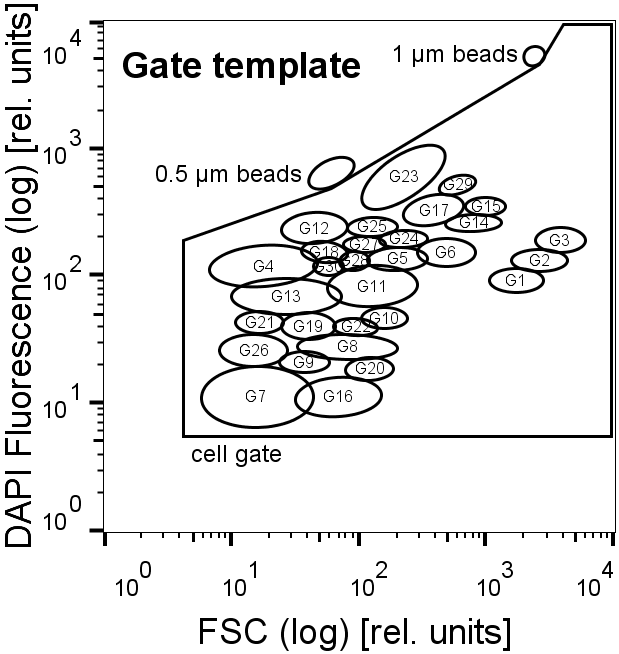 10^4
1 µm beads
Gate template
10^3
0.5 µm beads
G23
G29
G15
G17
G14
G12
G25
G24
G27
G3
G18
G6
G5
G2
G28
G30
G4
G1
G11
G13
10^2
G10
G21
G19
G22
G8
G26
G9
G20
G7
G16
10^1
cell gate
10^0
DAPI Fluorescence (log) [rel. units]
10^0 10^1 10^2 10^3 10^4
FSC (log) [rel. units]